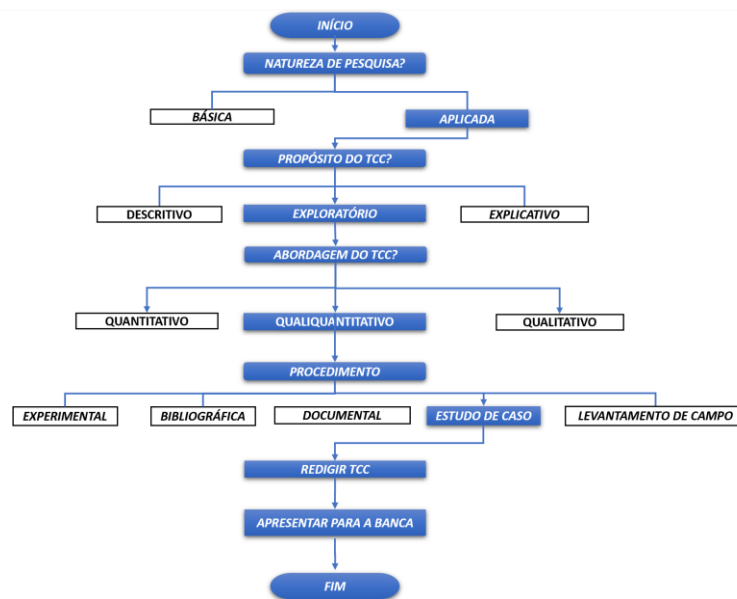 INÍCIO
NATUREZA DE PESQUISA?
BÁSICA
APLICADA
PROPÓSITO DO TCC?
DESCRITIVO
EXPLORATÓRIO
EXPLICATIVO
ABORDAGEM DO TCC?
QUANTITATIVO
QUALIQUANTITATIVO
QUALITATIVO
PROCEDIMENTO
EXPERIMENTAL
BIBLIOGRÁFICA
DOCUMENTAL
ESTUDO DE CASO
LEVANTAMENTO DE CAMPO
REDIGIR TCC
APRESENTAR PARA A BANCA
FIM